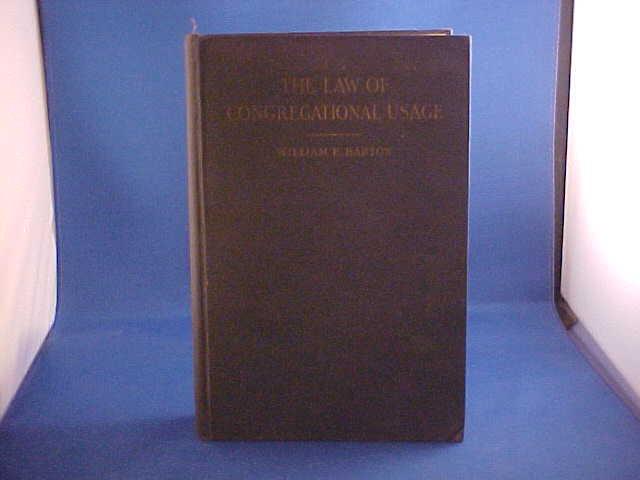 THE LAW OF
CONGREGATIONAL USAGE
WILLIAM E. BARTON